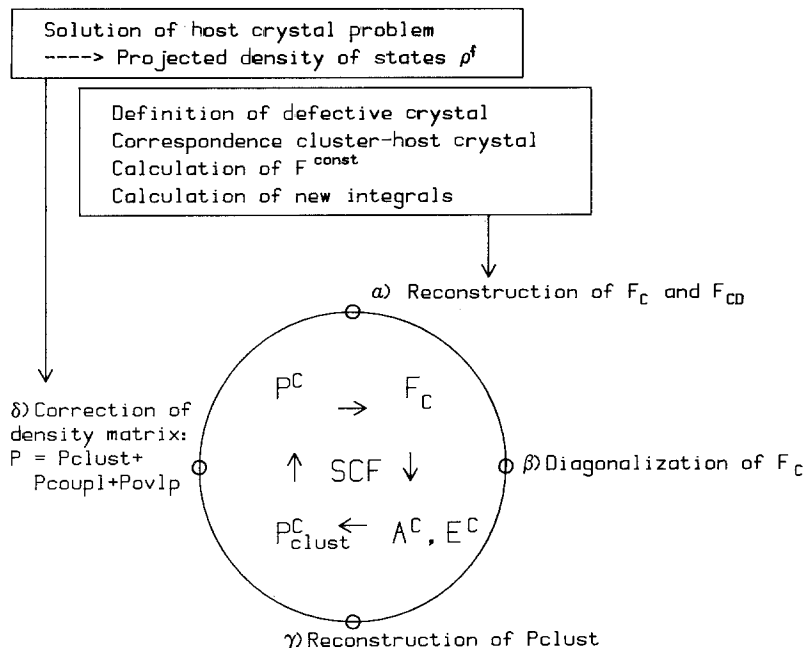 Solution of host crystal problem
----> Projected density of states ρᶠ
Definition of defective crystal
Correspondence cluster-host crystal
Calculation of F^const
Calculation of new integrals
α) Reconstruction of F_C and F_CD
P^C → F_C
δ) Correction of
density matrix:
P = Pclust+
Pcoupl+Povlp
↑ SCF ↓
β) Diagonalization of F_C
P^C_clust ← A^C, E^C
γ) Reconstruction of Pclust